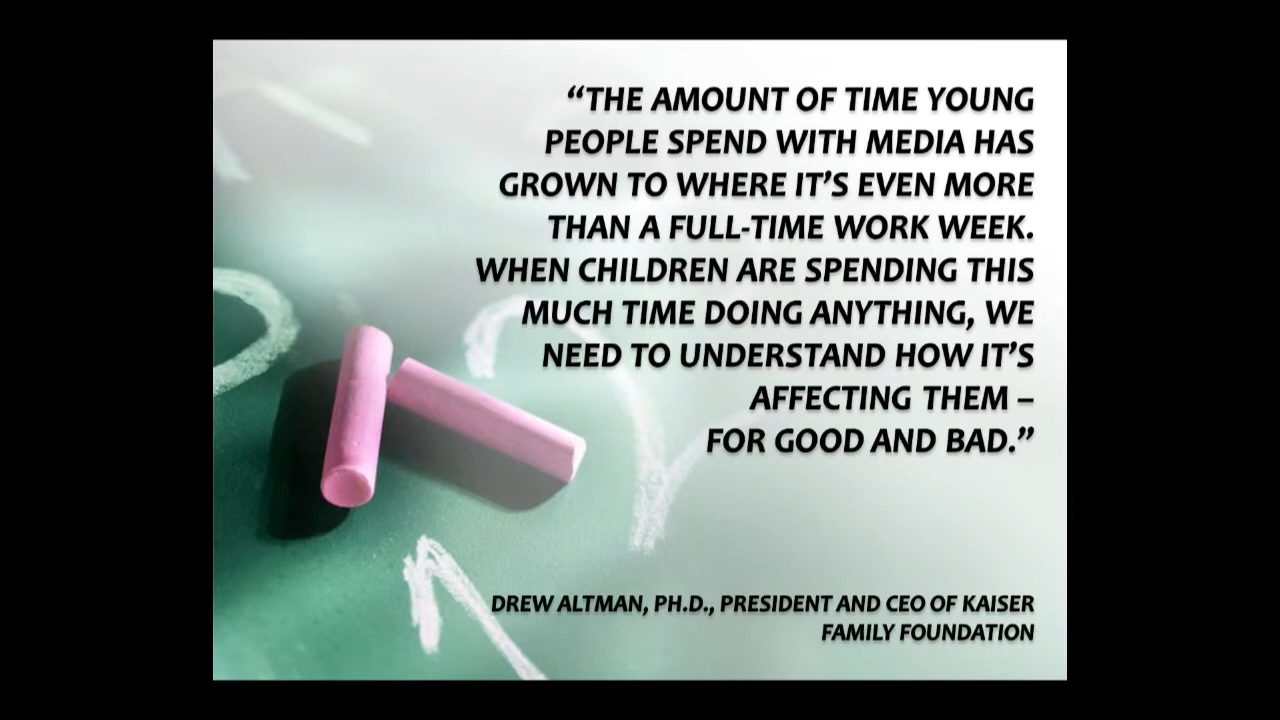 “THE AMOUNT OF TIME YOUNG
PEOPLE SPEND WITH MEDIA HAS
GROWN TO WHERE IT’S EVEN MORE
THAN A FULL-TIME WORK WEEK.
WHEN CHILDREN ARE SPENDING THIS
MUCH TIME DOING ANYTHING, WE
NEED TO UNDERSTAND HOW IT’S
AFFECTING THEM –
FOR GOOD AND BAD.”
DREW ALTMAN, PH.D., PRESIDENT AND CEO OF KAISER
FAMILY FOUNDATION